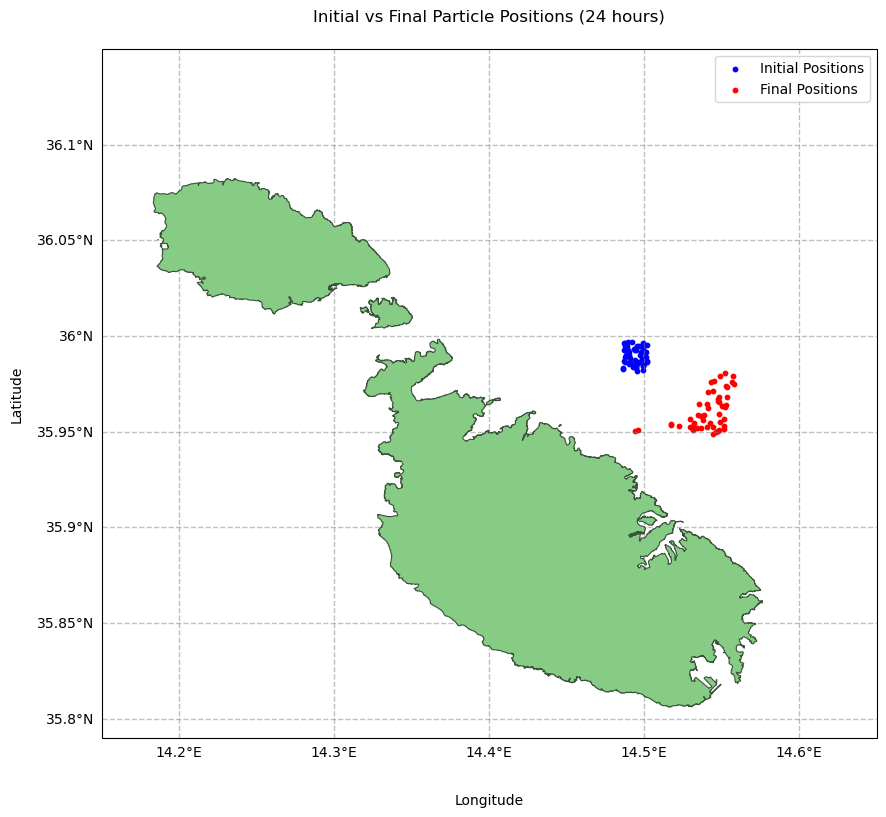 Initial vs Final Particle Positions (24 hours)
Initial Positions
Final Positions
36.1°N
36.05°N
36°N
35.95°N
35.9°N
35.85°N
35.8°N
Latitude
14.2°E
14.3°E
14.4°E
14.5°E
14.6°E
Longitude